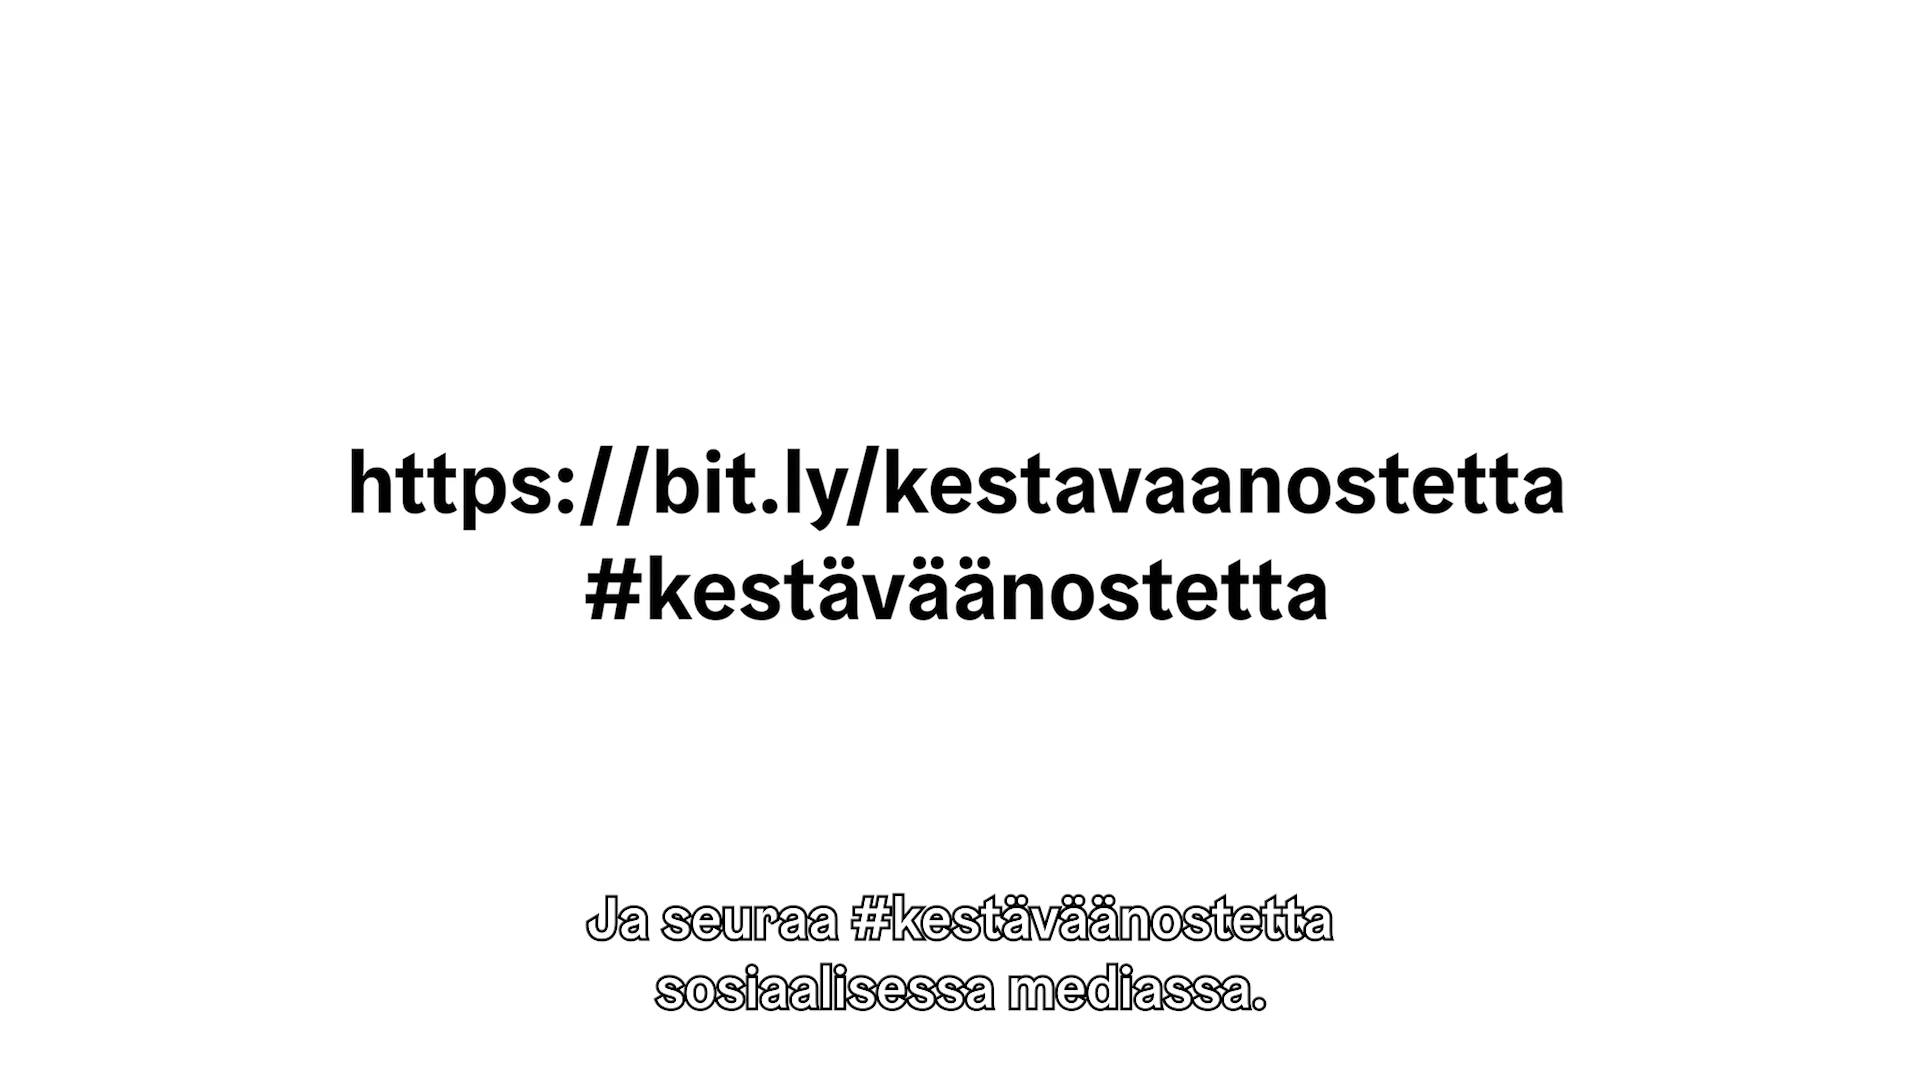 https://bit.ly/kestavaanostetta
#kestäväänostetta
Ja seuraa #kestäväänostetta
sosiaalisessa mediassa.